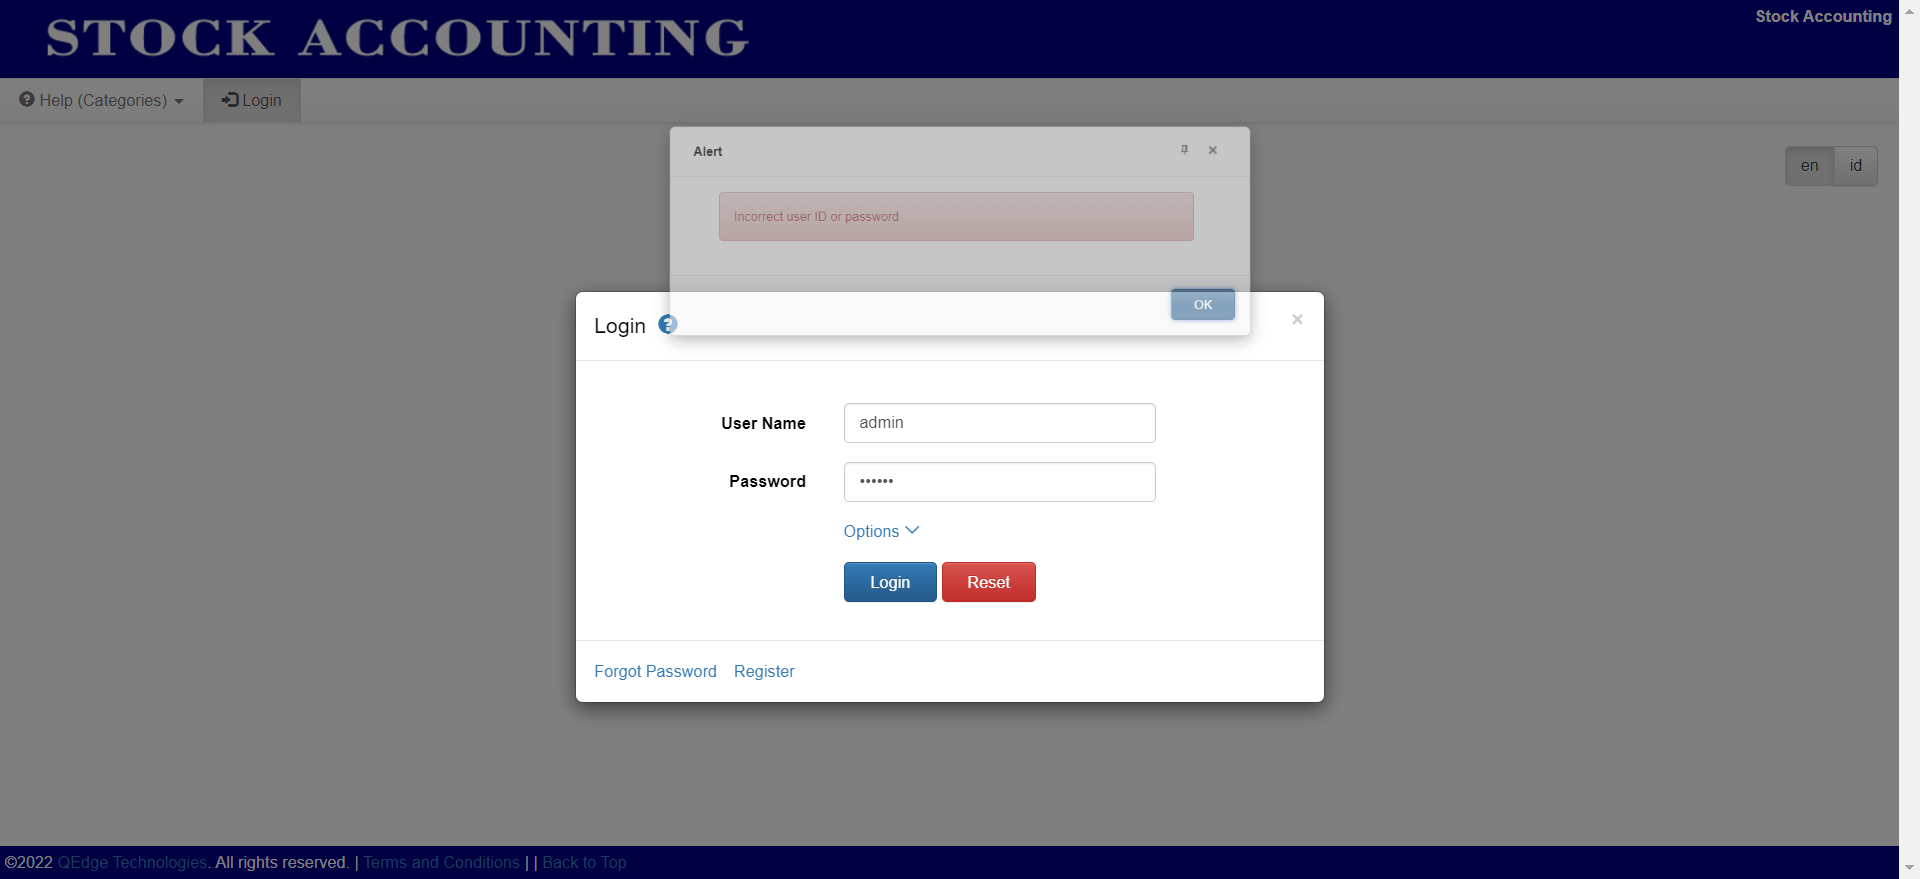 STOCK ACCOUNTING
Stock Accounting
Help (Categories)
Login
en
id
Alert
Incorrect user ID or password
OK
Login
User Name
admin
Password
••••••
Options
Login
Reset
Forgot Password
Register
©2022 QEdge Technologies. All rights reserved. | Terms and Conditions | | Back to Top